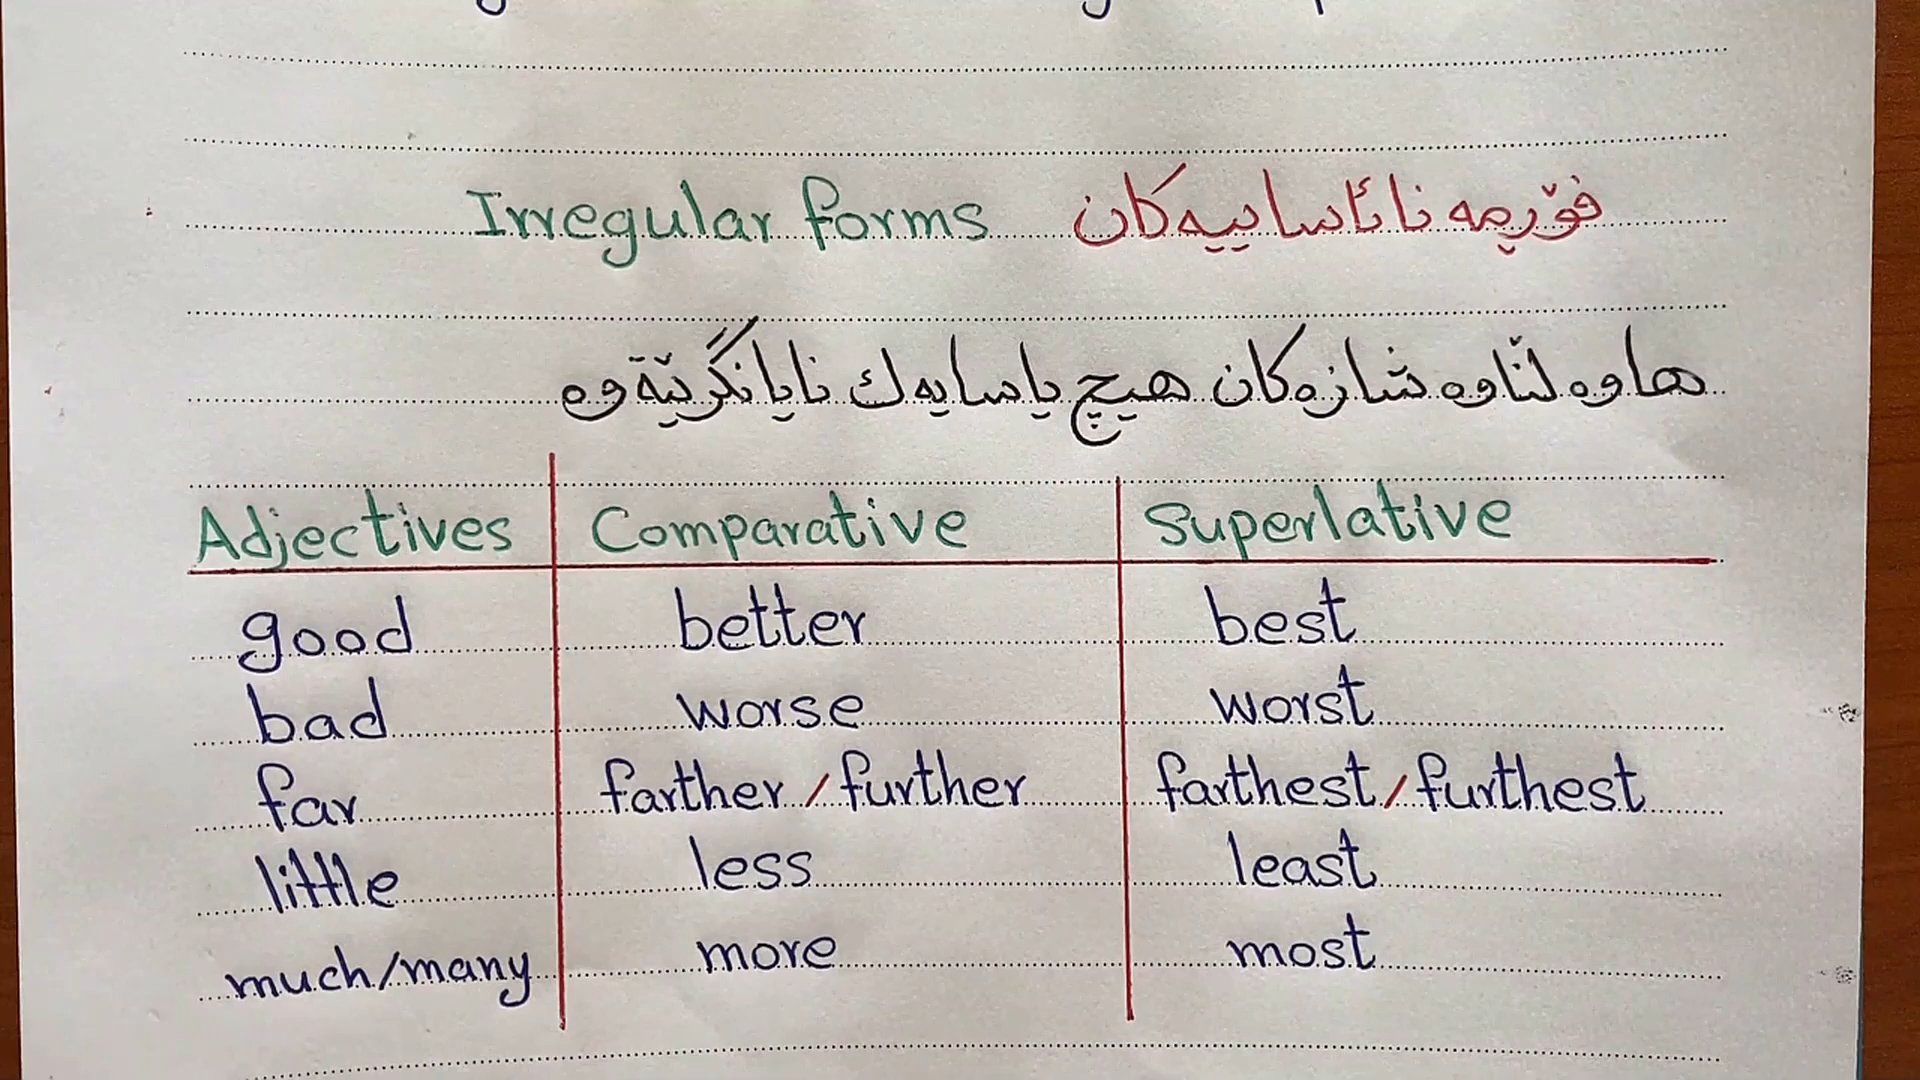 Irregular forms فۆڕمە نائاساییەکان
هاوەڵناوە شازەکان هیچ یاسایەك نایانگرێتەوە
Adjectives Comparative Superlative
good better best
bad worse worst
far farther / further farthest / furthest
little less least
much/many more most